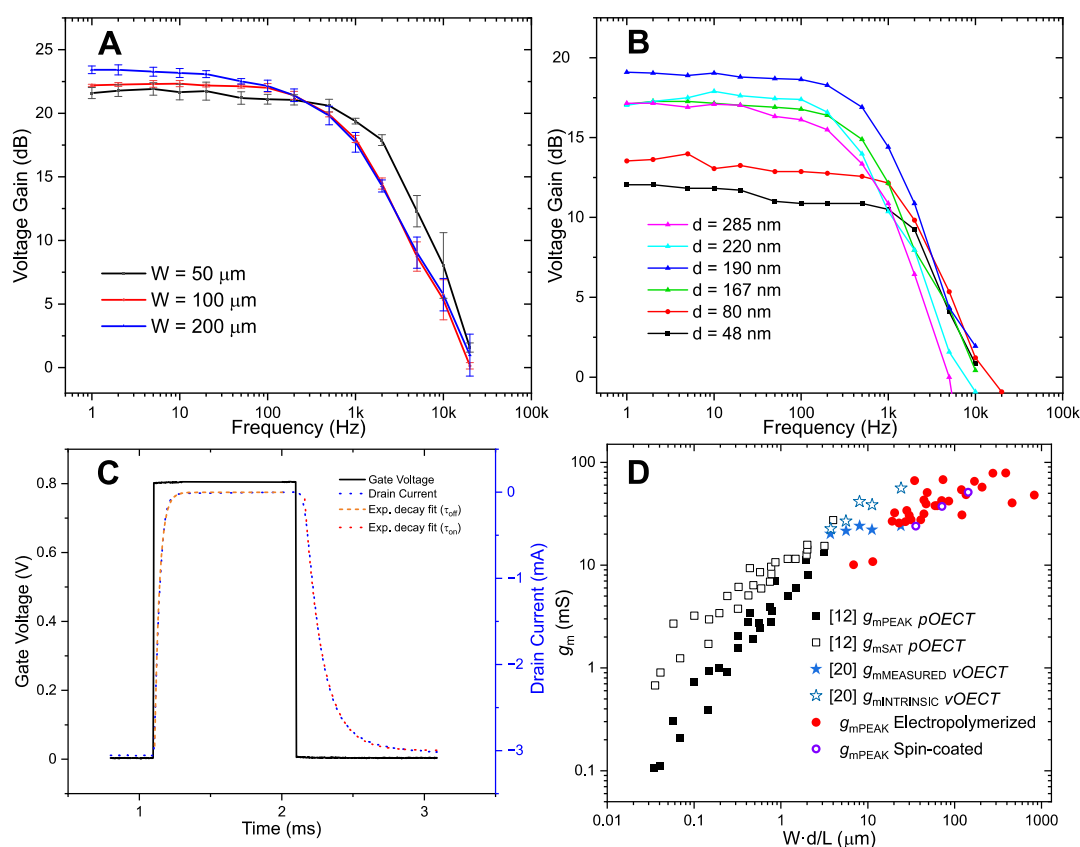 A
25
20
15
10
5
0
Voltage Gain (dB)
W = 50 μm
W = 100 μm
W = 200 μm
1
10
100
1k
10k
100k
Frequency (Hz)
B
20
15
10
5
0
Voltage Gain (dB)
d = 285 nm
d = 220 nm
d = 190 nm
d = 167 nm
d = 80 nm
d = 48 nm
1
10
100
1k
10k
100k
Frequency (Hz)
C
0.8
0.6
0.4
0.2
0
Gate Voltage (V)
Gate Voltage
Drain Current
Exp. decay fit (τoff)
Exp. decay fit (τon)
0
−1
−2
−3
Drain Current (mA)
1
2
3
Time (ms)
D
100
10
1
0.1
gm (mS)
[12] gmPEAK pOECT
[12] gmSAT pOECT
[20] gmMEASURED vOECT
[20] gmINTRINSIC vOECT
gmPEAK Electropolymerized
gmPEAK Spin-coated
0.01
0.1
1
10
100
1000
W·d/L (μm)